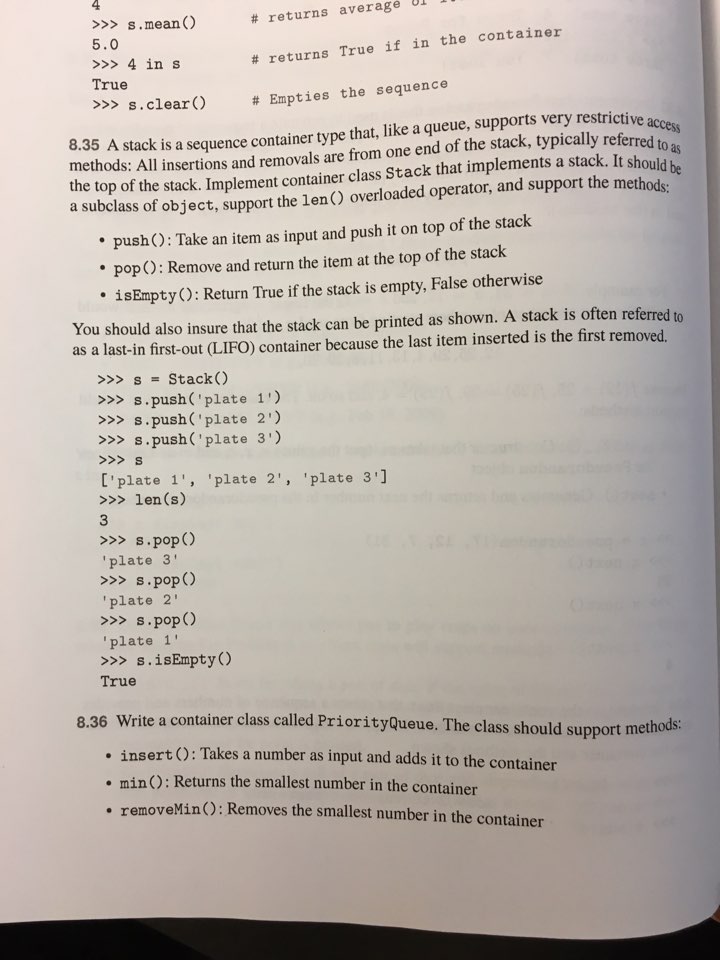 4
>>> s.mean() # returns average
5.0
>>> 4 in s # returns True if in the container
True
>>> s.clear() # Empties the sequence
8.35 A stack is a sequence container type that, like a queue, supports very restrictive access
methods: All insertions and removals are from one end of the stack, typically referred to as
the top of the stack. Implement container class Stack that implements a stack. It should be
a subclass of object, support the len() overloaded operator, and support the methods:
• push(): Take an item as input and push it on top of the stack
• pop(): Remove and return the item at the top of the stack
• isEmpty(): Return True if the stack is empty, False otherwise
You should also insure that the stack can be printed as shown. A stack is often referred to
as a last-in first-out (LIFO) container because the last item inserted is the first removed.
>>> s = Stack()
>>> s.push('plate 1')
>>> s.push('plate 2')
>>> s.push('plate 3')
>>> s
['plate 1', 'plate 2', 'plate 3']
>>> len(s)
3
>>> s.pop()
'plate 3'
>>> s.pop()
'plate 2'
>>> s.pop()
'plate 1'
>>> s.isEmpty()
True
8.36 Write a container class called PriorityQueue. The class should support methods:
• insert(): Takes a number as input and adds it to the container
• min(): Returns the smallest number in the container
• removeMin(): Removes the smallest number in the container